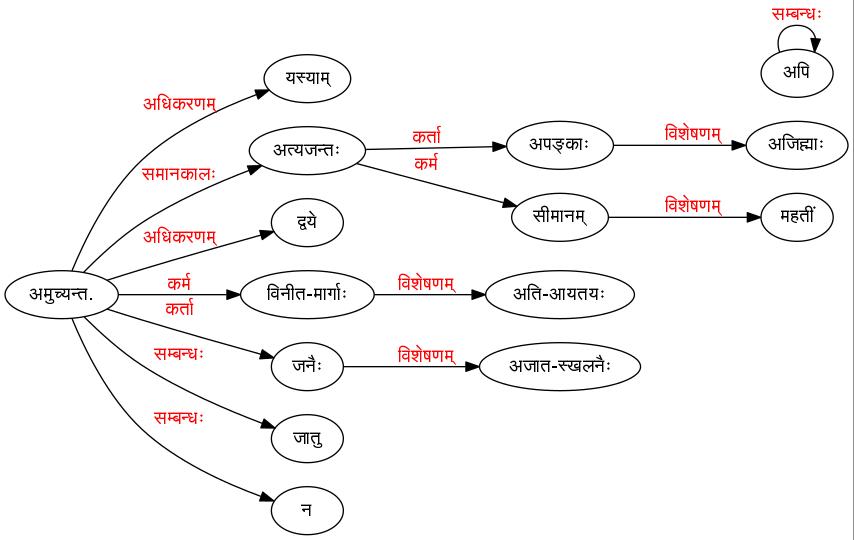 सम्बन्धः
अपि
यस्याम्
अधिकरणम्
अत्यजन्तः
कर्ता
अपङ्काः
विशेषणम्
अजिह्माः
कर्म
समानकालः
सीमानम्
विशेषणम्
महतीं
द्वये
अधिकरणम्
अमुच्यन्त.
कर्म
विनीत-मार्गाः
विशेषणम्
अति-आयतयः
कर्ता
जनैः
विशेषणम्
अजात-स्खलनैः
सम्बन्धः
जातु
सम्बन्धः
न